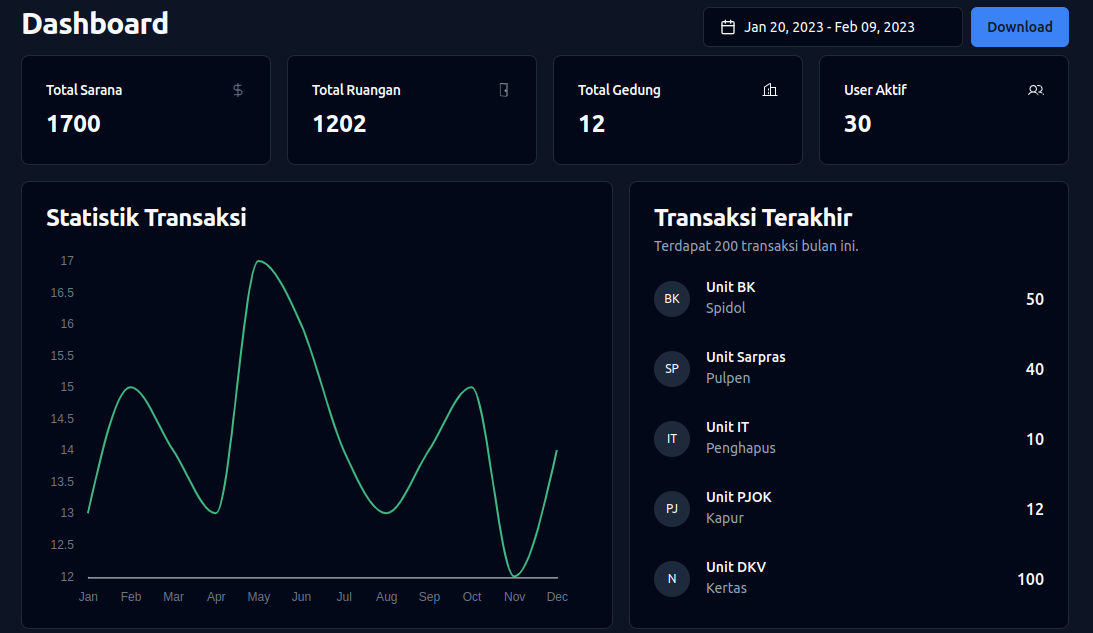 Dashboard
Jan 20, 2023 - Feb 09, 2023
Download
Total Sarana
1700
Total Ruangan
1202
Total Gedung
12
User Aktif
30
Statistik Transaksi
17
16.5
16
15.5
15
14.5
14
13.5
13
12.5
12
Jan Feb Mar Apr May Jun Jul Aug Sep Oct Nov Dec
Transaksi Terakhir
Terdapat 200 transaksi bulan ini.
BK
Unit BK
Spidol
50
SP
Unit Sarpras
Pulpen
40
IT
Unit IT
Penghapus
10
PJ
Unit PJOK
Kapur
12
N
Unit DKV
Kertas
100